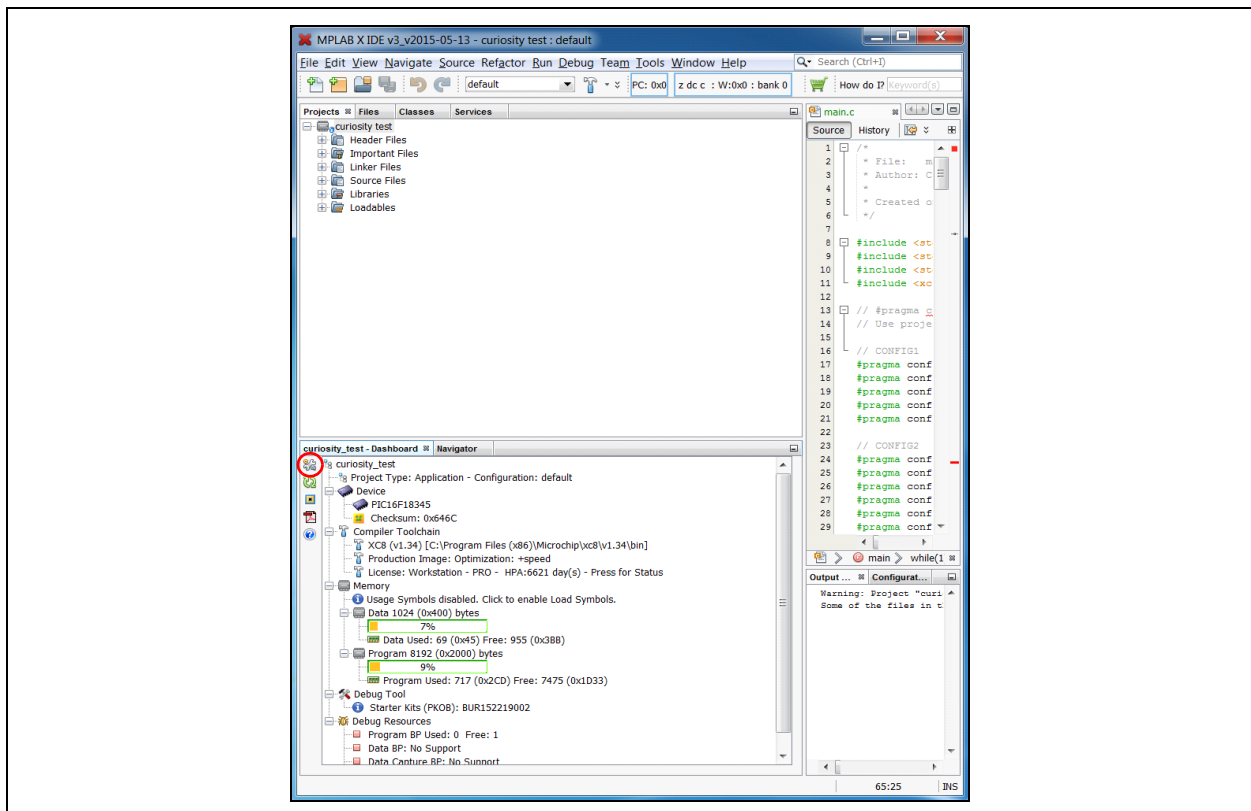 MPLAB X IDE v3_v2015-05-13 - curiosity test : default
File Edit View Navigate Source Refactor Run Debug Team Tools Window Help
Search (Ctrl+I)
default
PC: 0x0
z dc c : W:0x0 : bank 0
How do I? Keyword(s)
Projects Files Classes Services
curiosity test
Header Files
Important Files
Linker Files
Source Files
Libraries
Loadables
curiosity_test - Dashboard Navigator
curiosity_test
Project Type: Application - Configuration: default
Device
PIC16F18345
Checksum: 0x646C
Compiler Toolchain
XC8 (v1.34) [C:\Program Files (x86)\Microchip\xc8\v1.34\bin]
Production Image: Optimization: +speed
License: Workstation - PRO - HPA:6621 day(s) - Press for Status
Memory
Usage Symbols disabled. Click to enable Load Symbols.
Data 1024 (0x400) bytes
7%
Data Used: 69 (0x45) Free: 955 (0x3BB)
Program 8192 (0x2000) bytes
9%
Program Used: 717 (0x2CD) Free: 7475 (0x1D33)
Debug Tool
Starter Kits (PKOB): BUR152219002
Debug Resources
Program BP Used: 0 Free: 1
Data BP: No Support
Data Capture BP: No Support
main.c
Source History
1 /*
2 * File: m
3 * Author: C
4 *
5 * Created o
6 */
7
8 #include <st
9 #include <st
10 #include <st
11 #include <xc
12
13 // #pragma c
14 // Use proje
15
16 // CONFIG1
17 #pragma conf
18 #pragma conf
19 #pragma conf
20 #pragma conf
21 #pragma conf
22
23 // CONFIG2
24 #pragma conf
25 #pragma conf
26 #pragma conf
27 #pragma conf
28 #pragma conf
29 #pragma conf
main while(1
Output ... Configurat...
Warning: Project "curi
Some of the files in t
65:25 INS